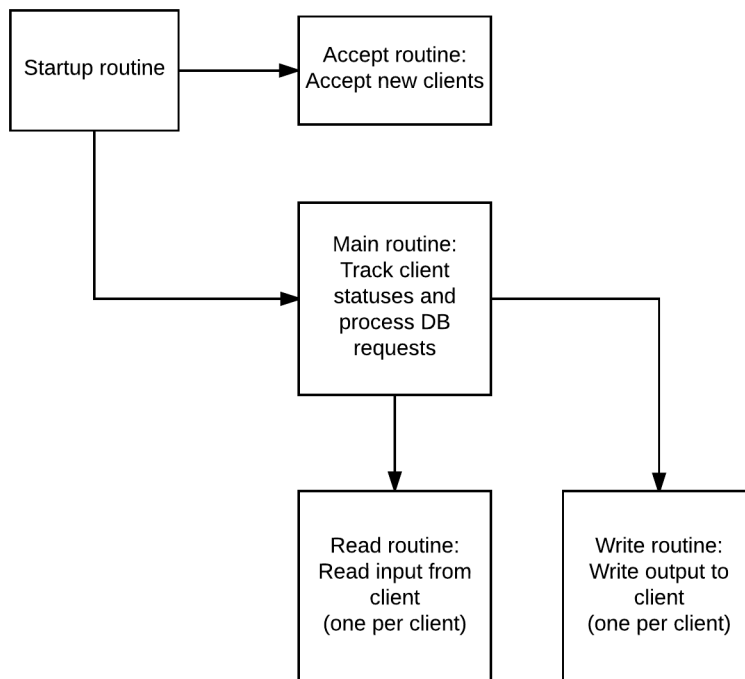 Startup routine
Accept routine:
Accept new clients
Main routine:
Track client
statuses and
process DB
requests
Read routine:
Read input from
client
(one per client)
Write routine:
Write output to
client
(one per client)